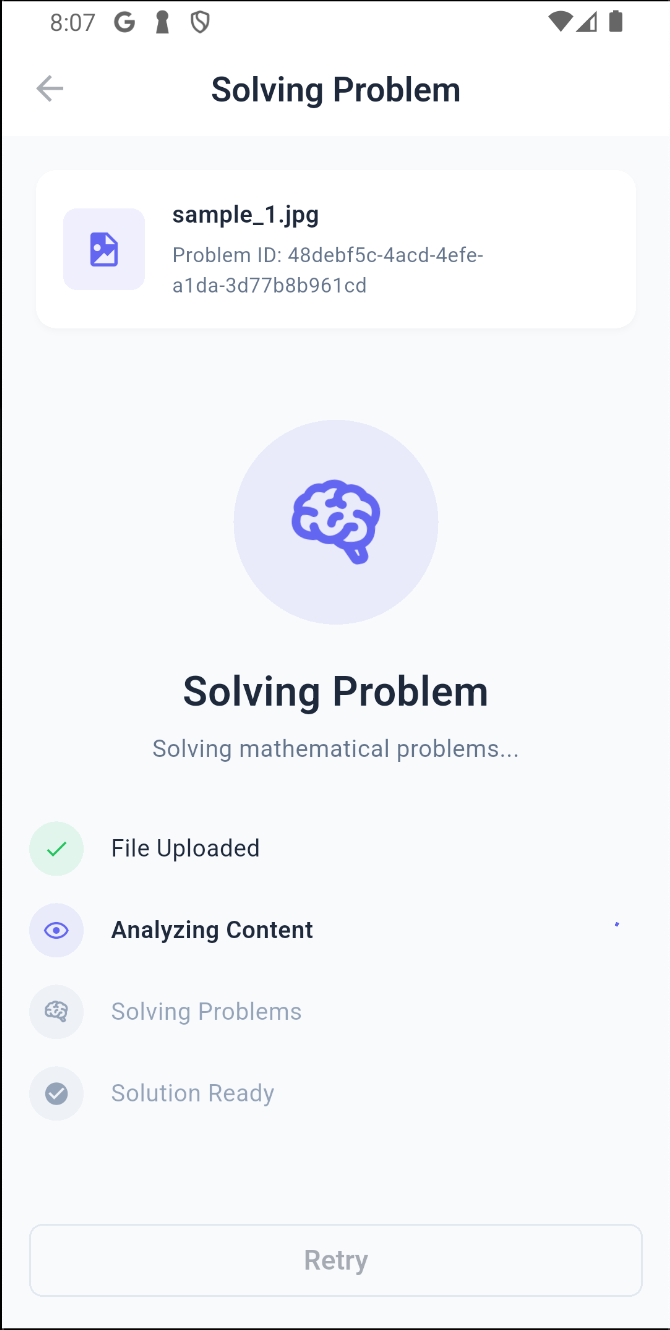 8:07
Solving Problem
sample_1.jpg
Problem ID: 48debf5c-4acd-4efe-
a1da-3d77b8b961cd
Solving Problem
Solving mathematical problems...
File Uploaded
Analyzing Content
Solving Problems
Solution Ready
Retry